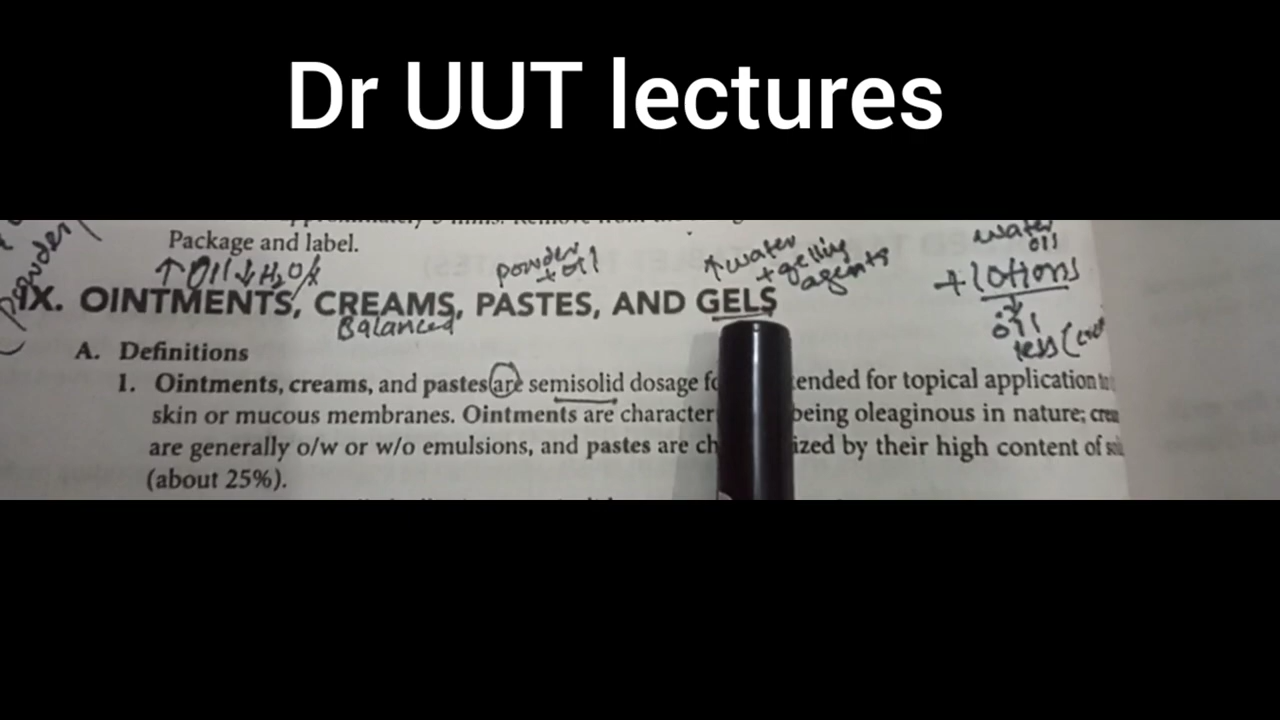 Dr UUT lectures
Package and label.
↑ Oil ↓ H₂O/x
powder + oil
↑ water + gelling agents
water oil
+ lotions
oil less
powder
IX. OINTMENTS, CREAMS, PASTES, AND GELS
Balanced
A. Definitions
1. Ointments, creams, and pastes are semisolid dosage ended for topical application to
skin or mucous membranes. Ointments are character being oleaginous in nature;
are generally o/w or w/o emulsions, and pastes are ch ized by their high content of
(about 25%).